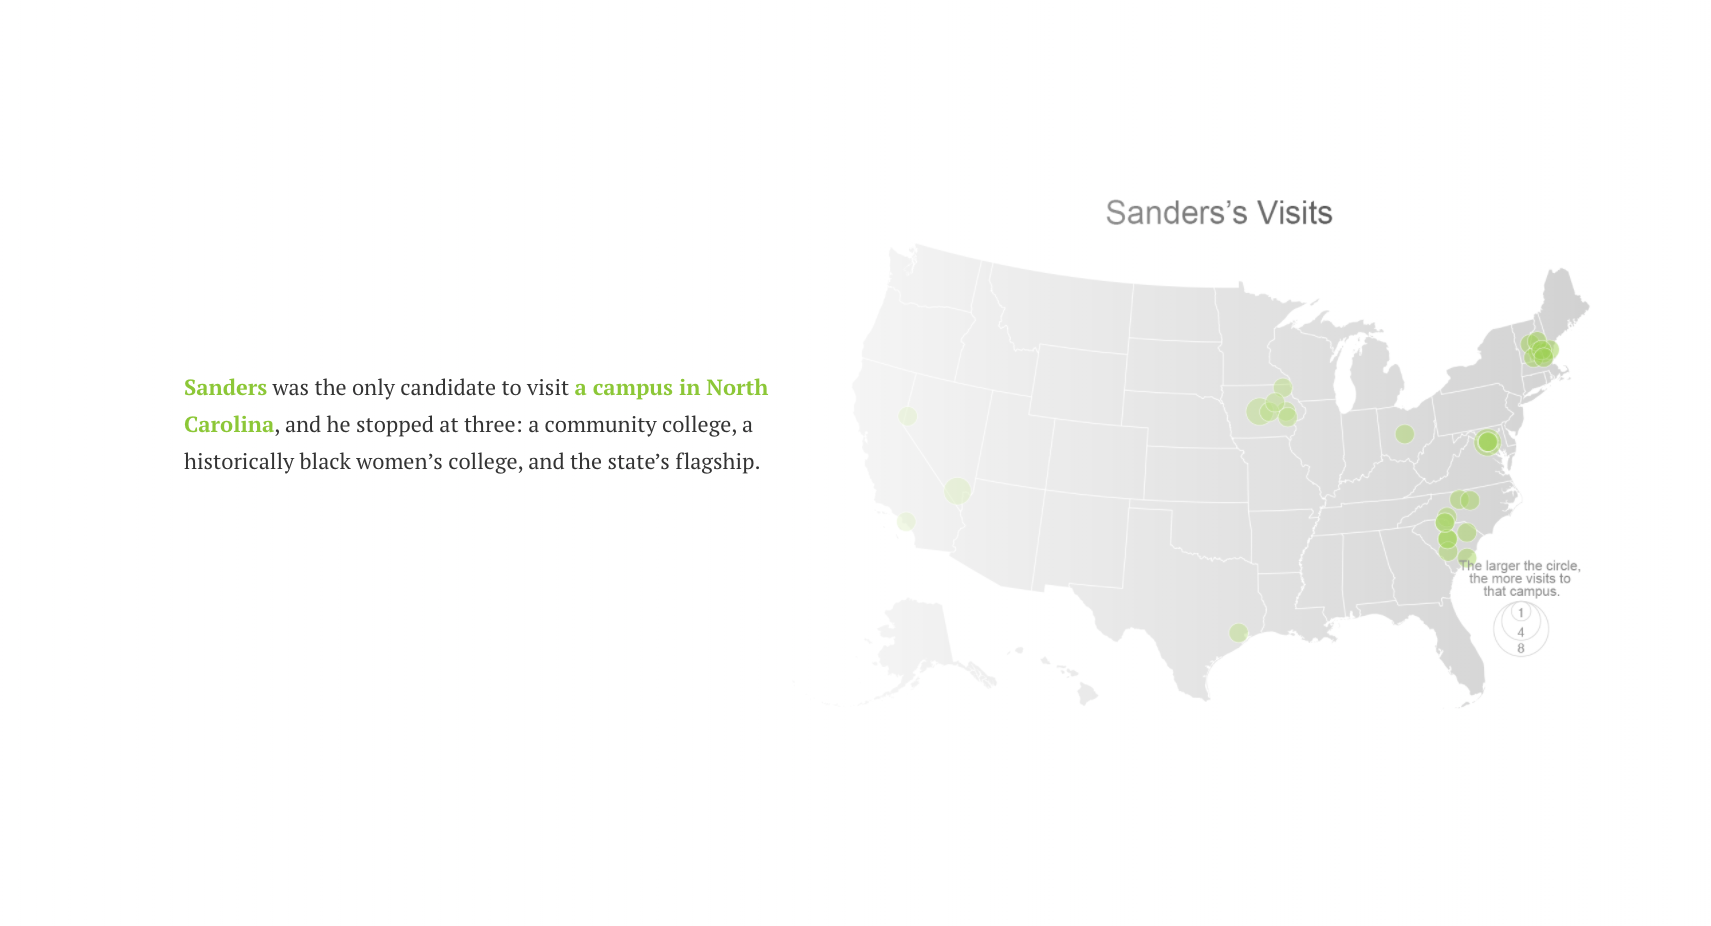 Sanders's Visits
Sanders was the only candidate to visit a campus in North
Carolina, and he stopped at three: a community college, a
historically black women’s college, and the state’s flagship.
The larger the circle,
the more visits to
that campus.
1
4
8